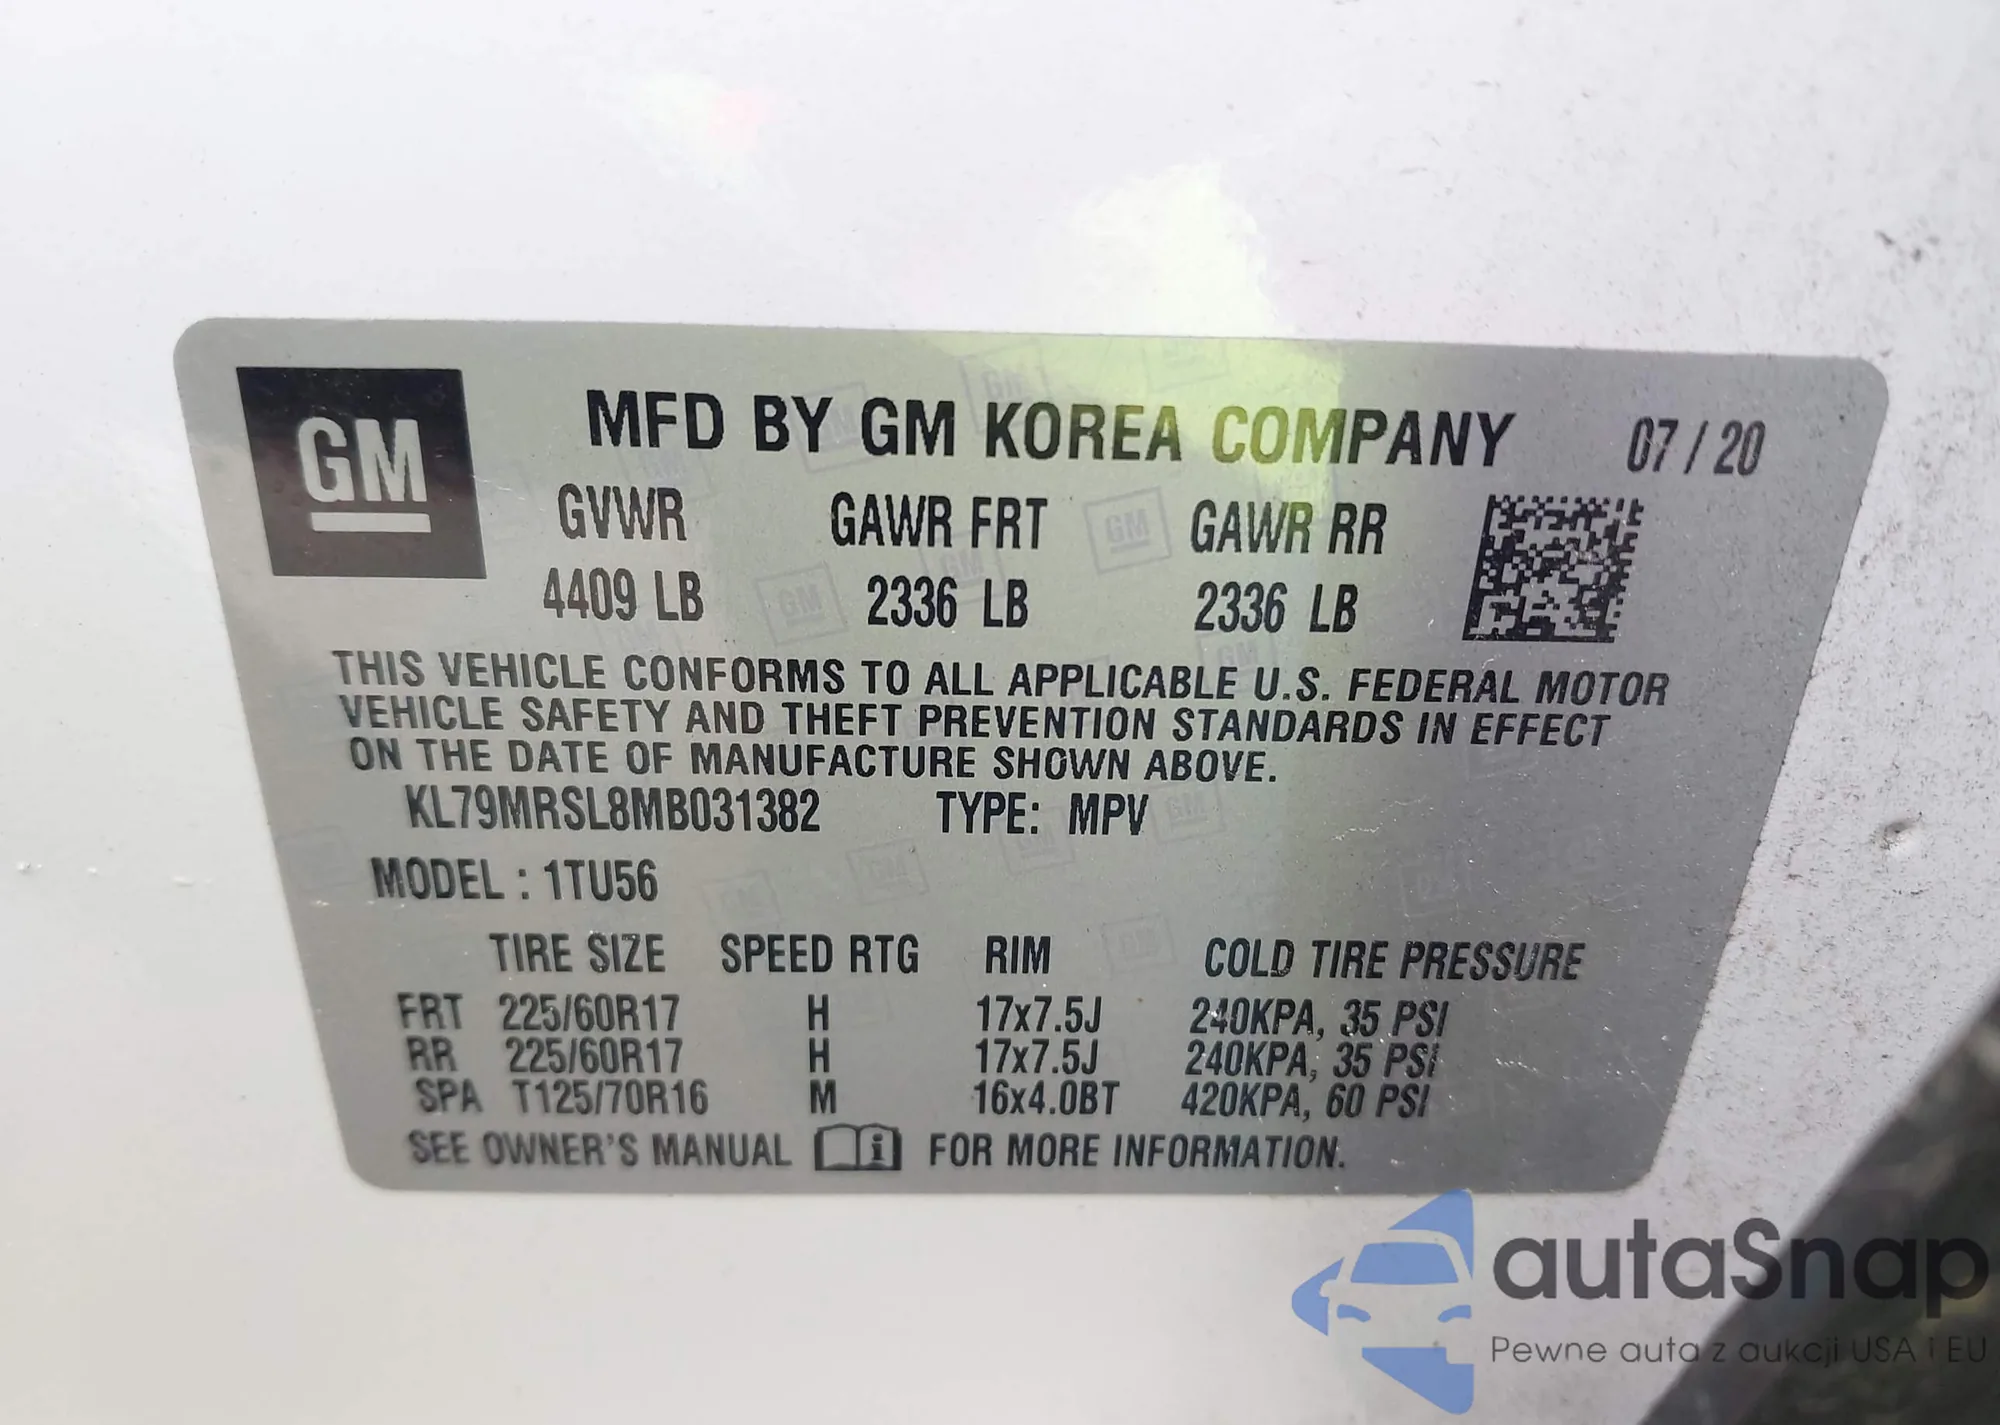 GM
MFD BY GM KOREA COMPANY 07 / 20
GVWR GAWR FRT GAWR RR
4409 LB 2336 LB 2336 LB
THIS VEHICLE CONFORMS TO ALL APPLICABLE U.S. FEDERAL MOTOR
VEHICLE SAFETY AND THEFT PREVENTION STANDARDS IN EFFECT
ON THE DATE OF MANUFACTURE SHOWN ABOVE.
KL79MRSL8MB031382 TYPE: MPV
MODEL : 1TU56
TIRE SIZE SPEED RTG RIM COLD TIRE PRESSURE
FRT 225/60R17 H 17x7.5J 240KPA, 35 PSI
RR 225/60R17 H 17x7.5J 240KPA, 35 PSI
SPA T125/70R16 M 16x4.0BT 420KPA, 60 PSI
SEE OWNER'S MANUAL i FOR MORE INFORMATION.
autaSnap
Pewne auta z aukcji USA i EU